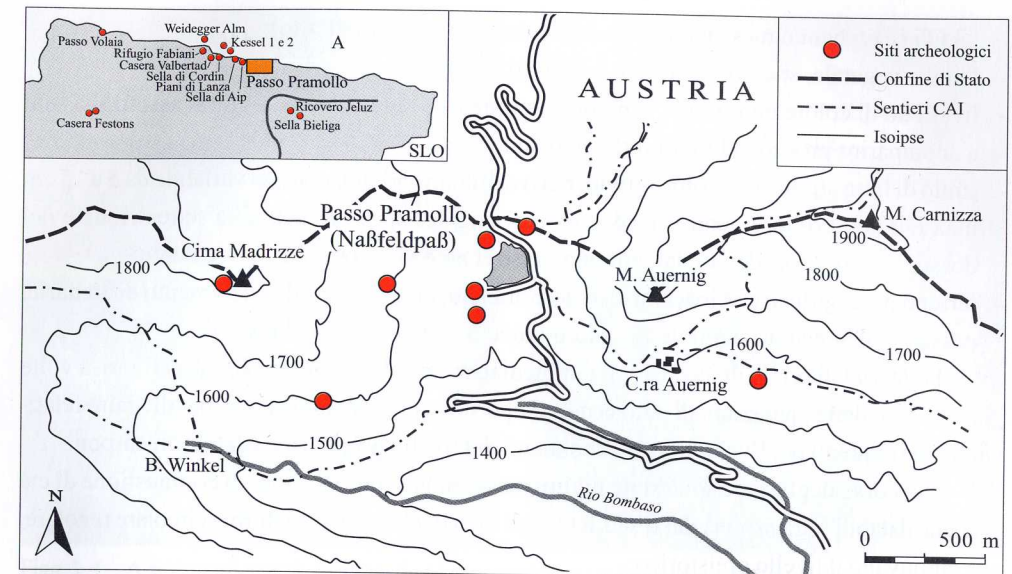 A
Weidegger Alm
Passo Volaia
Kessel 1 e 2
Rifugio Fabiani
Casera Valbertad
Sella di Cordin
Piani di Lanza
Sella di Aip
Passo Pramollo
Ricovero Jeluz
Sella Bieliga
Casera Festons
SLO
Siti archeologici
Confine di Stato
Sentieri CAI
Isoipse
AUSTRIA
Passo Pramollo
(Naßfeldpaß)
Cima Madrizze
M. Carnizza
1900
M. Auernig
1800
1800
1700
1600
1700
1600
C.ra Auernig
1500
1400
B. Winkel
Rio Bombaso
N
0 500 m